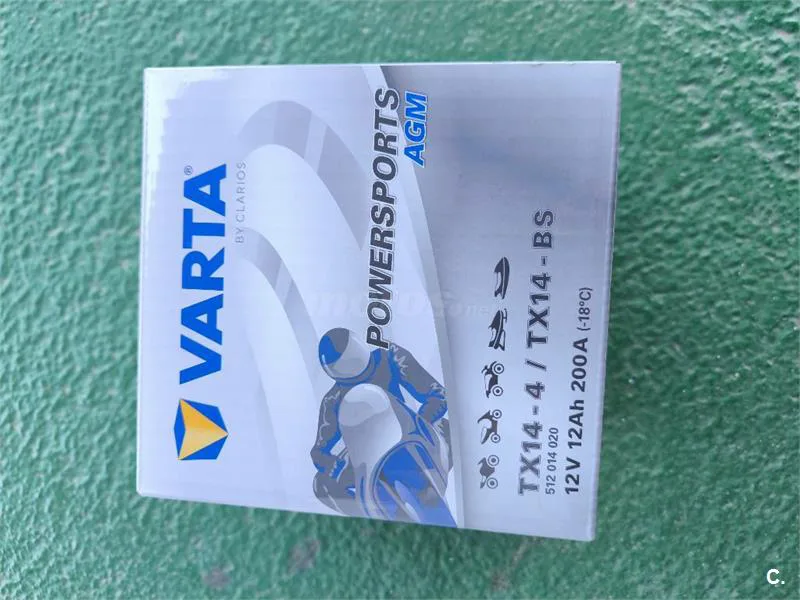 VARTA®
BY CLARIOS
POWERSPORTS
AGM
TX14-4 / TX14-BS
512 014 020
12V 12Ah 200A (-18°C)
C.